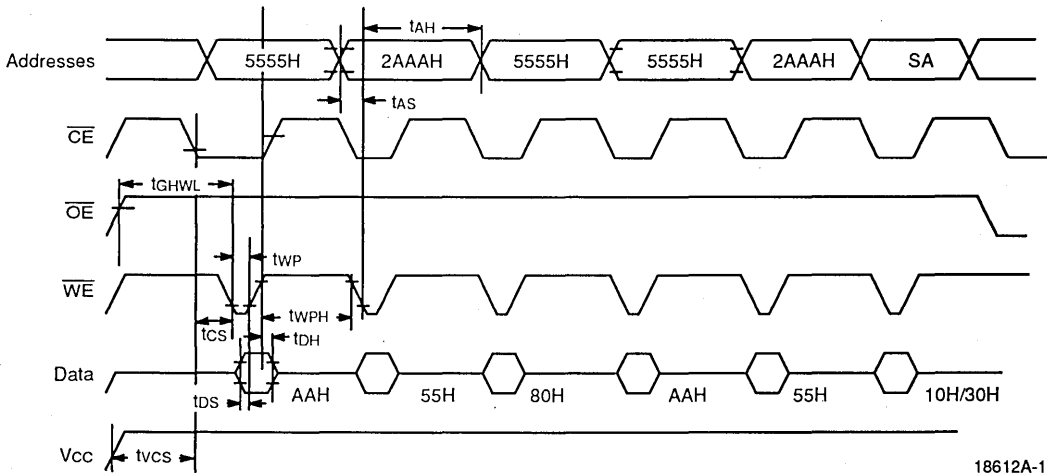 tAH
Addresses 5555H 2AAAH 5555H 5555H 2AAAH SA
tAS
CE
tGHWL
OE
tWP
WE
tCS tWPH
tDH
Data
tDS AAH 55H 80H AAH 55H 10H/30H
VCC tVCS
18612A-1